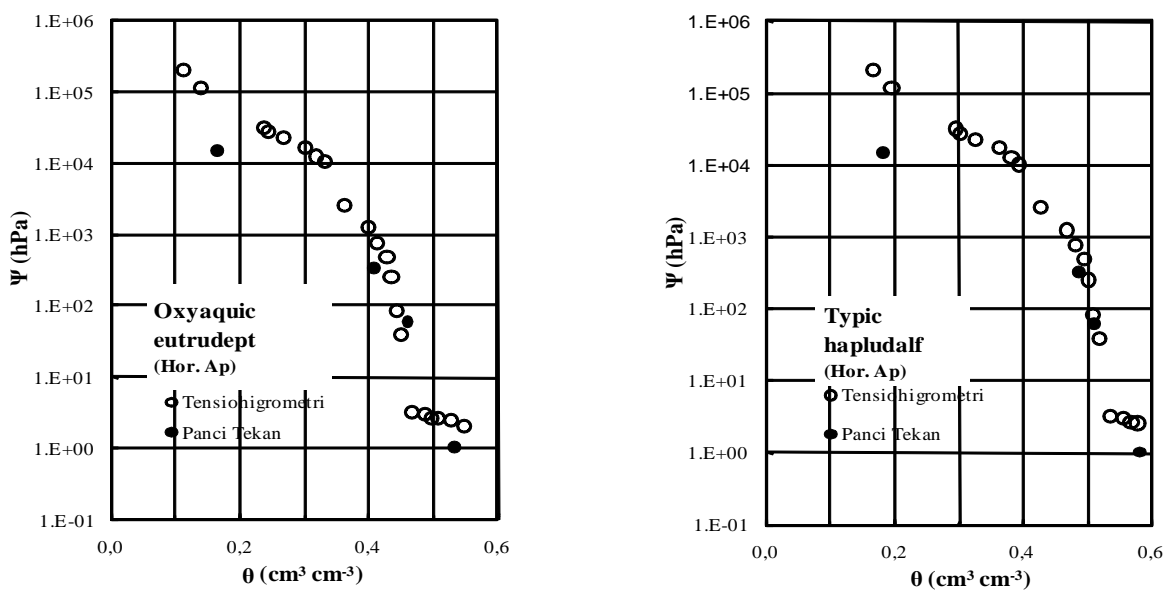 1.E+06
1.E+05
1.E+04
1.E+03
1.E+02
1.E+01
1.E+00
1.E-01
Ψ (hPa)
Oxyaquic
eutrudept
(Hor. Ap)
Tensiohigrometri
Panci Tekan
0,0 0,2 0,4 0,6
θ (cm³ cm⁻³)
1.E+06
1.E+05
1.E+04
1.E+03
1.E+02
1.E+01
1.E+00
1.E-01
Ψ (hPa)
Typic
hapludalf
(Hor. Ap)
Tensiohigrometri
Panci Tekan
0,0 0,2 0,4 0,6
θ (cm³ cm⁻³)